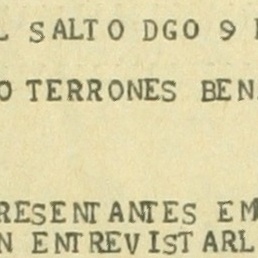 L SALTO DGO 9
O TERRONES BEN
RESENTANTES EM
N ENTREVISTARL